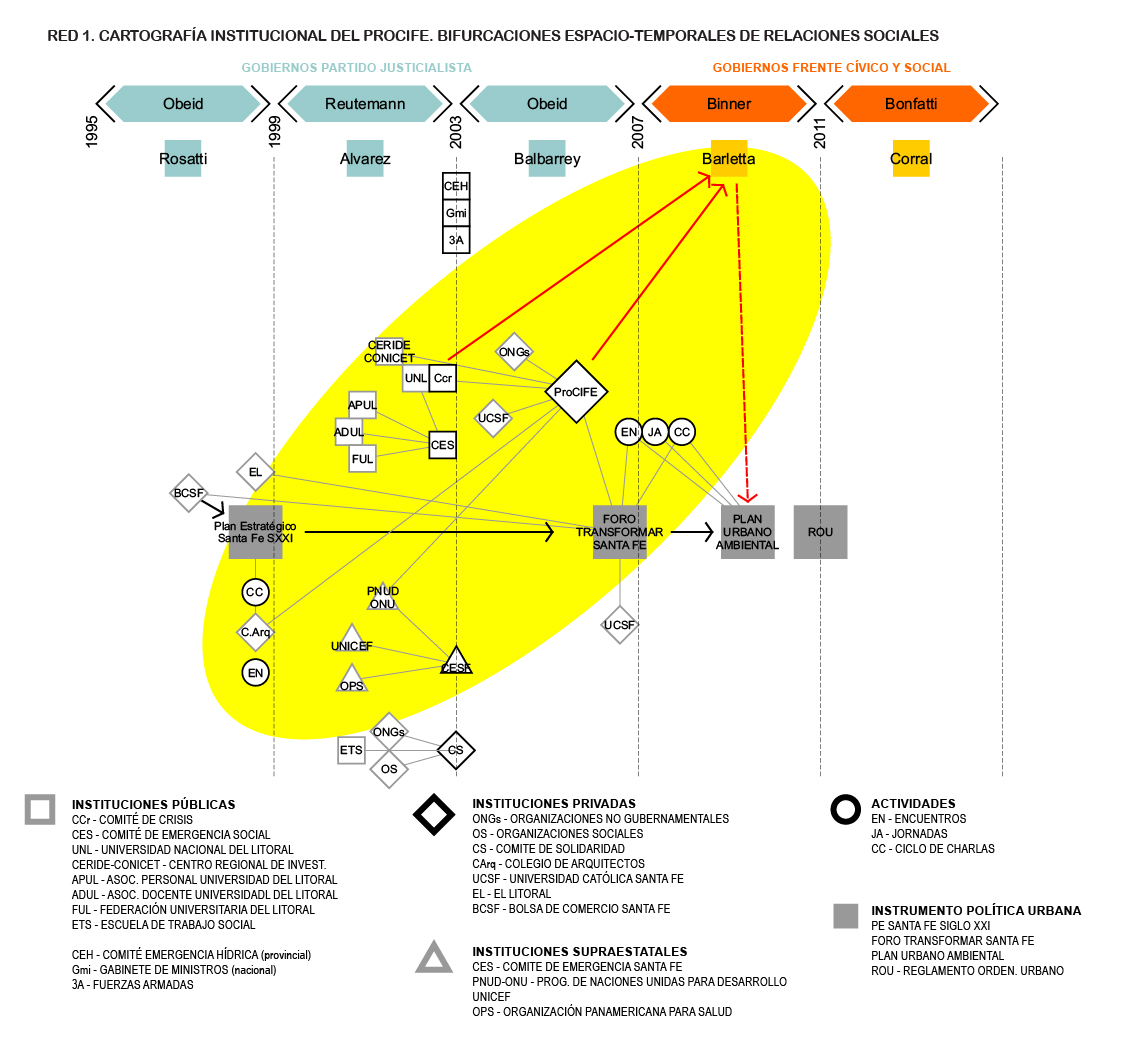 RED 1. CARTOGRAFÍA INSTITUCIONAL DEL PROCIFE. BIFURCACIONES ESPACIO-TEMPORALES DE RELACIONES SOCIALES
GOBIERNOS PARTIDO JUSTICIALISTA
GOBIERNOS FRENTE CÍVICO Y SOCIAL
Obeid
Reutemann
Obeid
Binner
Bonfatti
1995
1999
2003
2007
2011
Rosatti
Alvarez
Balbarrey
Barletta
Corral
CEH
Gmi
3A
CERIDE
CONICET
ONGs
UNL
Ccr
ProCIFE
APUL
UCSF
ADUL
CES
EN
JA
CC
FUL
EL
BCSF
Plan Estratégico
Santa Fe SXXI
FORO
TRANSFORMAR
SANTA FE
PLAN
URBANO
AMBIENTAL
ROU
CC
PNUD
ONU
C.Arq
UCSF
UNICEF
CESF
EN
OPS
ONGs
ETS
CS
OS
INSTITUCIONES PÚBLICAS
CCr - COMITÉ DE CRISIS
CES - COMITÉ DE EMERGENCIA SOCIAL
UNL - UNIVERSIDAD NACIONAL DEL LITORAL
CERIDE-CONICET - CENTRO REGIONAL DE INVEST.
APUL - ASOC. PERSONAL UNIVERSIDAD DEL LITORAL
ADUL - ASOC. DOCENTE UNIVERSIDADL DEL LITORAL
FUL - FEDERACIÓN UNIVERSITARIA DEL LITORAL
ETS - ESCUELA DE TRABAJO SOCIAL
CEH - COMITÉ EMERGENCIA HÍDRICA (provincial)
Gmi - GABINETE DE MINISTROS (nacional)
3A - FUERZAS ARMADAS
INSTITUCIONES PRIVADAS
ONGs - ORGANIZACIONES NO GUBERNAMENTALES
OS - ORGANIZACIONES SOCIALES
CS - COMITE DE SOLIDARIDAD
CArq - COLEGIO DE ARQUITECTOS
UCSF - UNIVERSIDAD CATÓLICA SANTA FE
EL - EL LITORAL
BCSF - BOLSA DE COMERCIO SANTA FE
INSTITUCIONES SUPRAESTATALES
CES - COMITE DE EMERGENCIA SANTA FE
PNUD-ONU - PROG. DE NACIONES UNIDAS PARA DESARROLLO
UNICEF
OPS - ORGANIZACIÓN PANAMERICANA PARA SALUD
ACTIVIDADES
EN - ENCUENTROS
JA - JORNADAS
CC - CICLO DE CHARLAS
INSTRUMENTO POLÍTICA URBANA
PE SANTA FE SIGLO XXI
FORO TRANSFORMAR SANTA FE
PLAN URBANO AMBIENTAL
ROU - REGLAMENTO ORDEN. URBANO